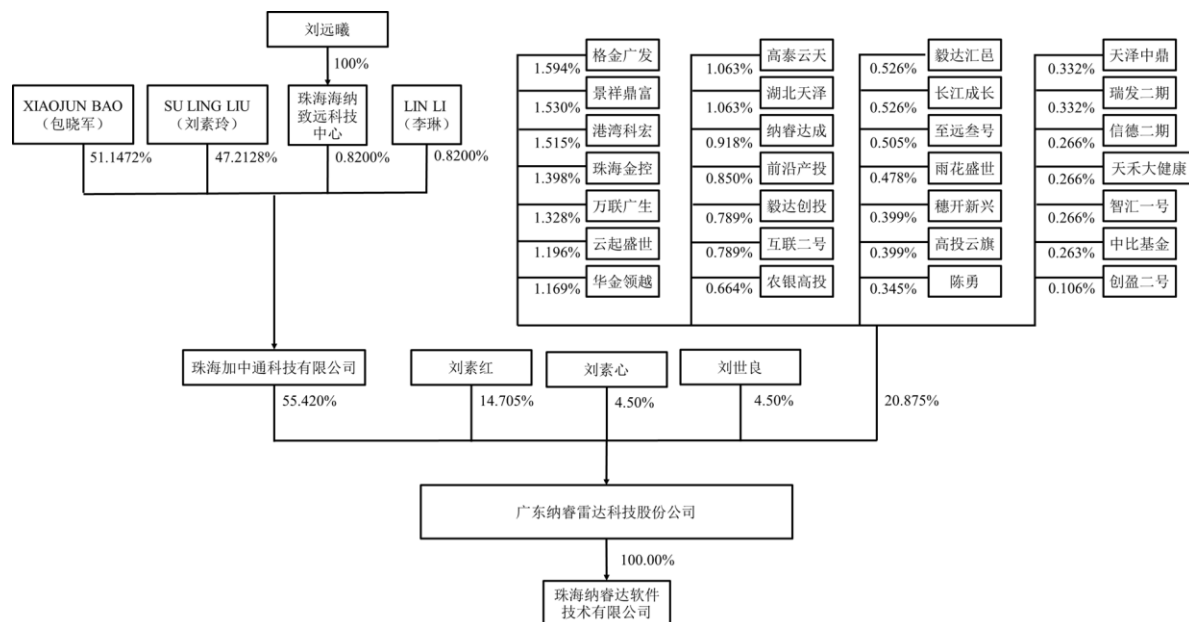 刘远曦
100%
XIAOJUN BAO
（包晓军）
SU LING LIU
（刘素玲）
珠海海纳
致远科技
中心
LIN LI
（李琳）
51.1472%
47.2128%
0.8200%
0.8200%
格金广发
1.594%
景祥鼎富
1.530%
港湾科宏
1.515%
珠海金控
1.398%
万联广生
1.328%
云起盛世
1.196%
华金领越
1.169%
高泰云天
1.063%
湖北天泽
1.063%
纳睿达成
0.918%
前沿产投
0.850%
毅达创投
0.789%
互联二号
0.789%
农银高投
0.664%
毅达汇邑
0.526%
长江成长
0.526%
至远叁号
0.505%
雨花盛世
0.478%
穗开新兴
0.399%
高投云旗
0.399%
陈勇
0.345%
天泽中鼎
0.332%
瑞发二期
0.332%
信德二期
0.266%
天禾大健康
0.266%
智汇一号
0.266%
中比基金
0.263%
创盈二号
0.106%
珠海加中通科技有限公司
刘素红
刘素心
刘世良
55.420%
14.705%
4.50%
4.50%
20.875%
广东纳睿雷达科技股份公司
100.00%
珠海纳睿达软件
技术有限公司